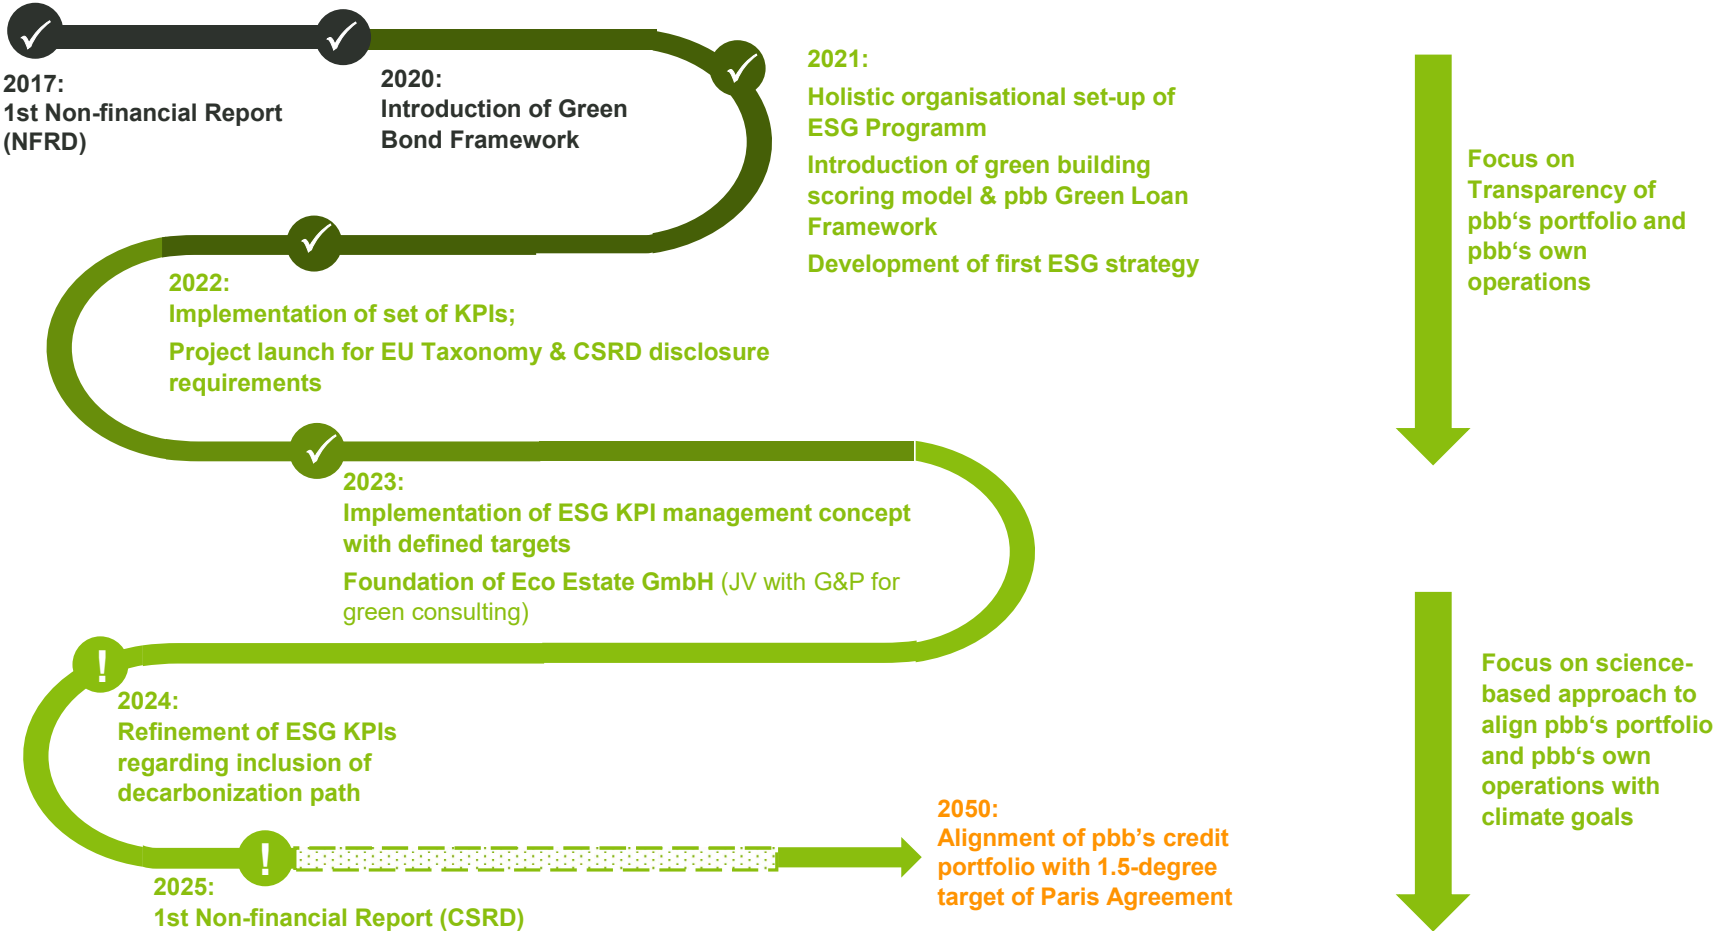 2017:
1st Non-financial Report
(NFRD)
2020:
Introduction of Green
Bond Framework
2021:
Holistic organisational set-up of
ESG Programm
Introduction of green building
scoring model & pbb Green Loan
Framework
Development of first ESG strategy
Focus on
Transparency of
pbb‘s portfolio and
pbb‘s own
operations
2022:
Implementation of set of KPIs;
Project launch for EU Taxonomy & CSRD disclosure
requirements
2023:
Implementation of ESG KPI management concept
with defined targets
Foundation of Eco Estate GmbH (JV with G&P for
green consulting)
!
2024:
Refinement of ESG KPIs
regarding inclusion of
decarbonization path
Focus on science-
based approach to
align pbb‘s portfolio
and pbb‘s own
operations with
climate goals
!
2025:
1st Non-financial Report (CSRD)
2050:
Alignment of pbb’s credit
portfolio with 1.5-degree
target of Paris Agreement